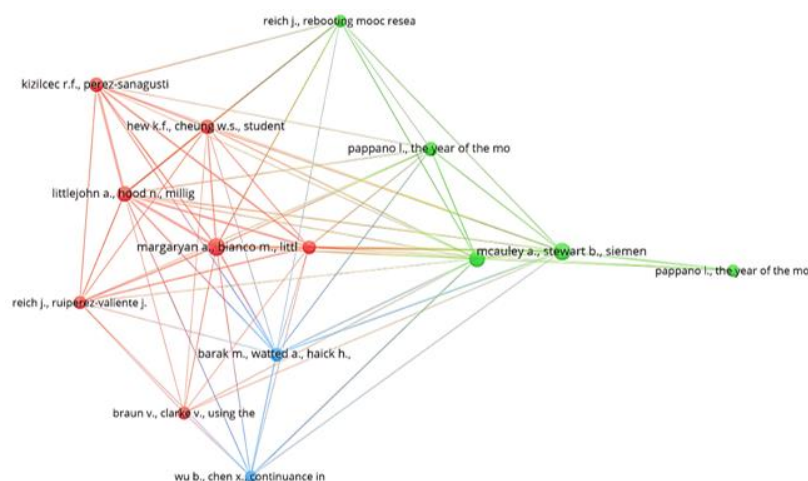 reich j., rebooting mooc resea
kizilcec r.f., perez-sanagusti
hew k.f., cheung w.s., student
pappano l., the year of the mo
littlejohn a., hood n., millig
margaryan a., bianco m., littl
mcauley a., stewart b., siemen
pappano l., the year of the mo
reich j., ruiperez-valiente j.
barak m., watted a., haick h.,
braun v., clarke v., using the
wu b., chen x., continuance in